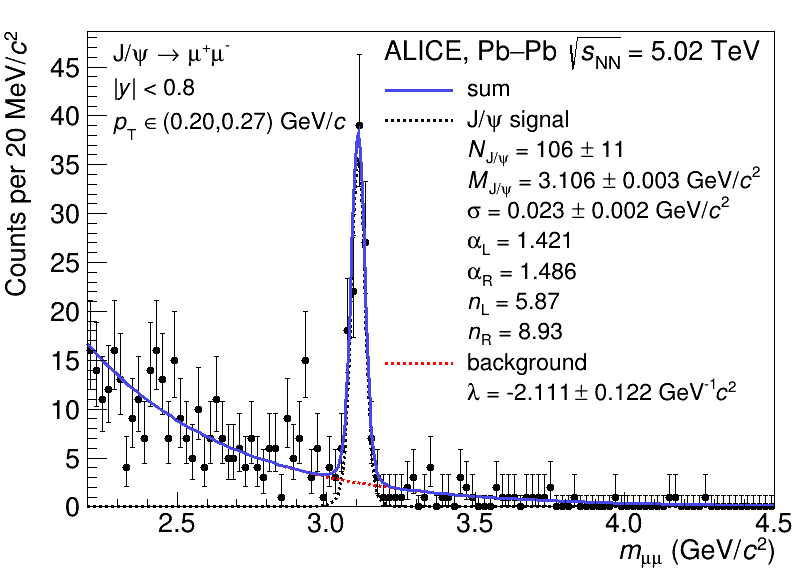 J/ψ → μ⁺μ⁻
|y| < 0.8
p_T ∈ (0.20,0.27) GeV/c
ALICE, Pb–Pb √s_NN = 5.02 TeV
sum
J/ψ signal
N_J/ψ = 106 ± 11
M_J/ψ = 3.106 ± 0.003 GeV/c²
σ = 0.023 ± 0.002 GeV/c²
α_L = 1.421
α_R = 1.486
n_L = 5.87
n_R = 8.93
background
λ = -2.111 ± 0.122 GeV⁻¹c²
Counts per 20 MeV/c²
45
40
35
30
25
20
15
10
5
0
2.5 3.0 3.5 4.0 4.5
m_μμ (GeV/c²)